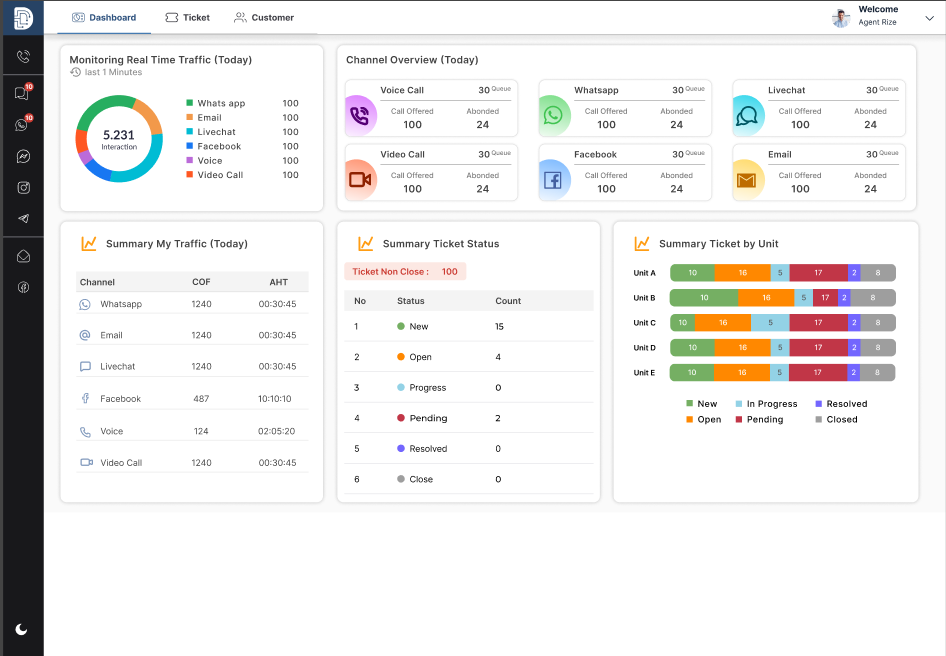 Dashboard
Ticket
Customer
Welcome
Agent Rize
10
10
Monitoring Real Time Traffic (Today)
last 1 Minutes
5.231
Interaction
Whats app 100
Email 100
Livechat 100
Facebook 100
Voice 100
Video Call 100
Channel Overview (Today)
Voice Call 30 Queue
Call Offered Abonded
100 24
Whatsapp 30 Queue
Call Offered Abonded
100 24
Livechat 30 Queue
Call Offered Abonded
100 24
Video Call 30 Queue
Call Offered Abonded
100 24
Facebook 30 Queue
Call Offered Abonded
100 24
Email 30 Queue
Call Offered Abonded
100 24
Summary My Traffic (Today)
Channel COF AHT
Whatsapp 1240 00:30:45
Email 1240 00:30:45
Livechat 1240 00:30:45
Facebook 487 10:10:10
Voice 124 02:05:20
Video Call 1240 00:30:45
Summary Ticket Status
Ticket Non Close : 100
No Status Count
1 New 15
2 Open 4
3 Progress 0
4 Pending 2
5 Resolved 0
6 Close 0
Summary Ticket by Unit
Unit A 10 16 5 17 2 8
Unit B 10 16 5 17 2 8
Unit C 10 16 5 17 2 8
Unit D 10 16 5 17 2 8
Unit E 10 16 5 17 2 8
New In Progress Resolved
Open Pending Closed